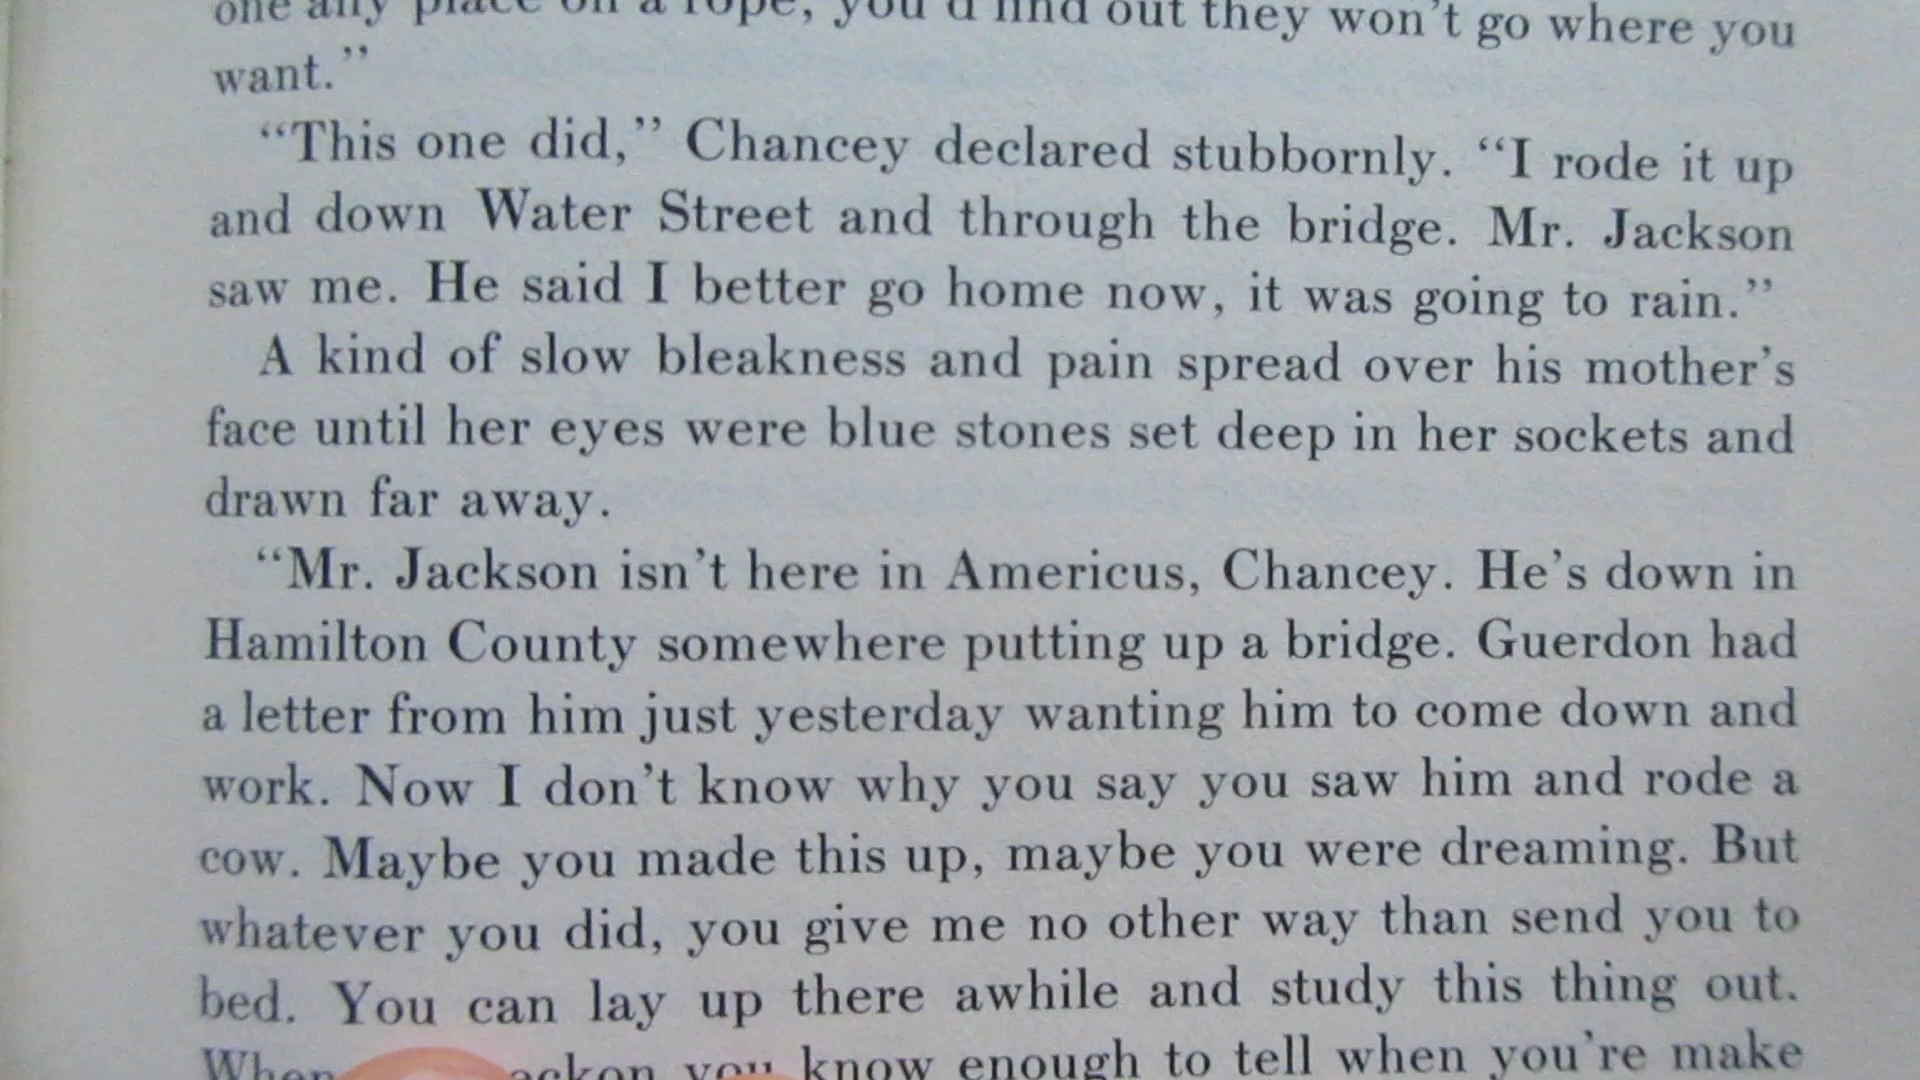 one any place on a rope, you'd find out they won't go where you
want.”
“This one did,” Chancey declared stubbornly. “I rode it up
and down Water Street and through the bridge. Mr. Jackson
saw me. He said I better go home now, it was going to rain.”
A kind of slow bleakness and pain spread over his mother's
face until her eyes were blue stones set deep in her sockets and
drawn far away.
“Mr. Jackson isn't here in Americus, Chancey. He's down in
Hamilton County somewhere putting up a bridge. Guerdon had
a letter from him just yesterday wanting him to come down and
work. Now I don't know why you say you saw him and rode a
cow. Maybe you made this up, maybe you were dreaming. But
whatever you did, you give me no other way than send you to
bed. You can lay up there awhile and study this thing out.
When you know enough to tell when you're make